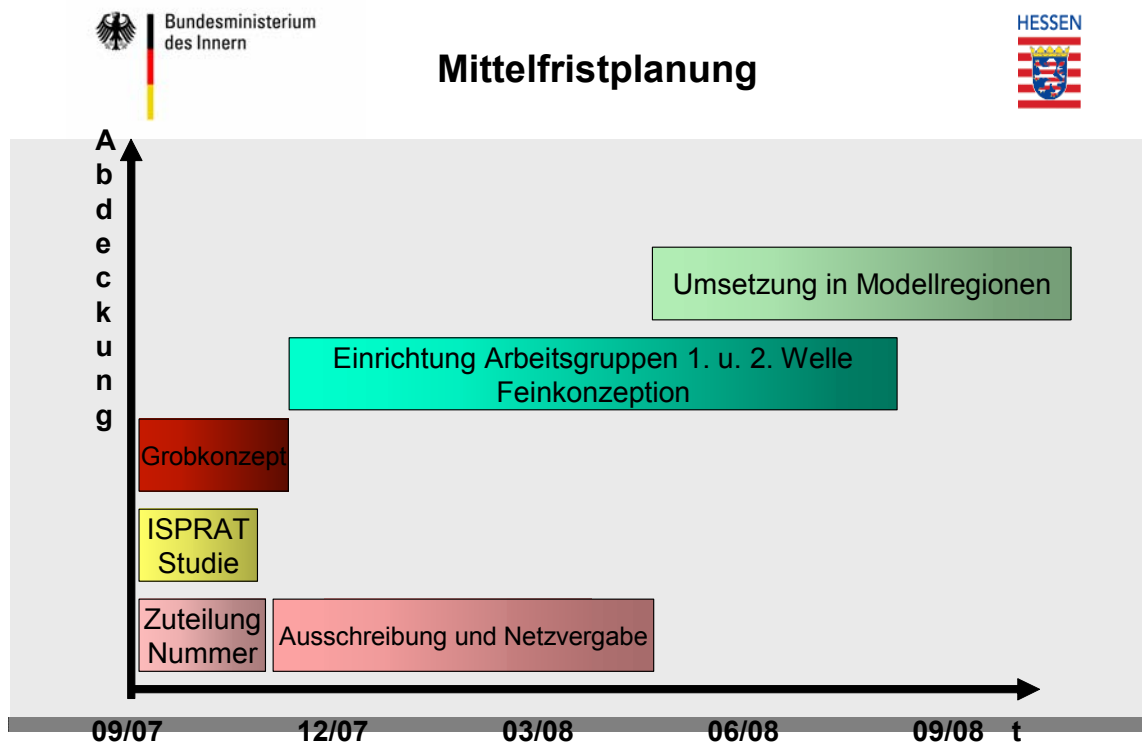 Bundesministerium
des Innern
HESSEN
Mittelfristplanung
Abdeckung
Umsetzung in Modellregionen
Einrichtung Arbeitsgruppen 1. u. 2. Welle
Feinkonzeption
Grobkonzept
ISPRAT
Studie
Zuteilung
Nummer
Ausschreibung und Netzvergabe
09/07 12/07 03/08 06/08 09/08 t